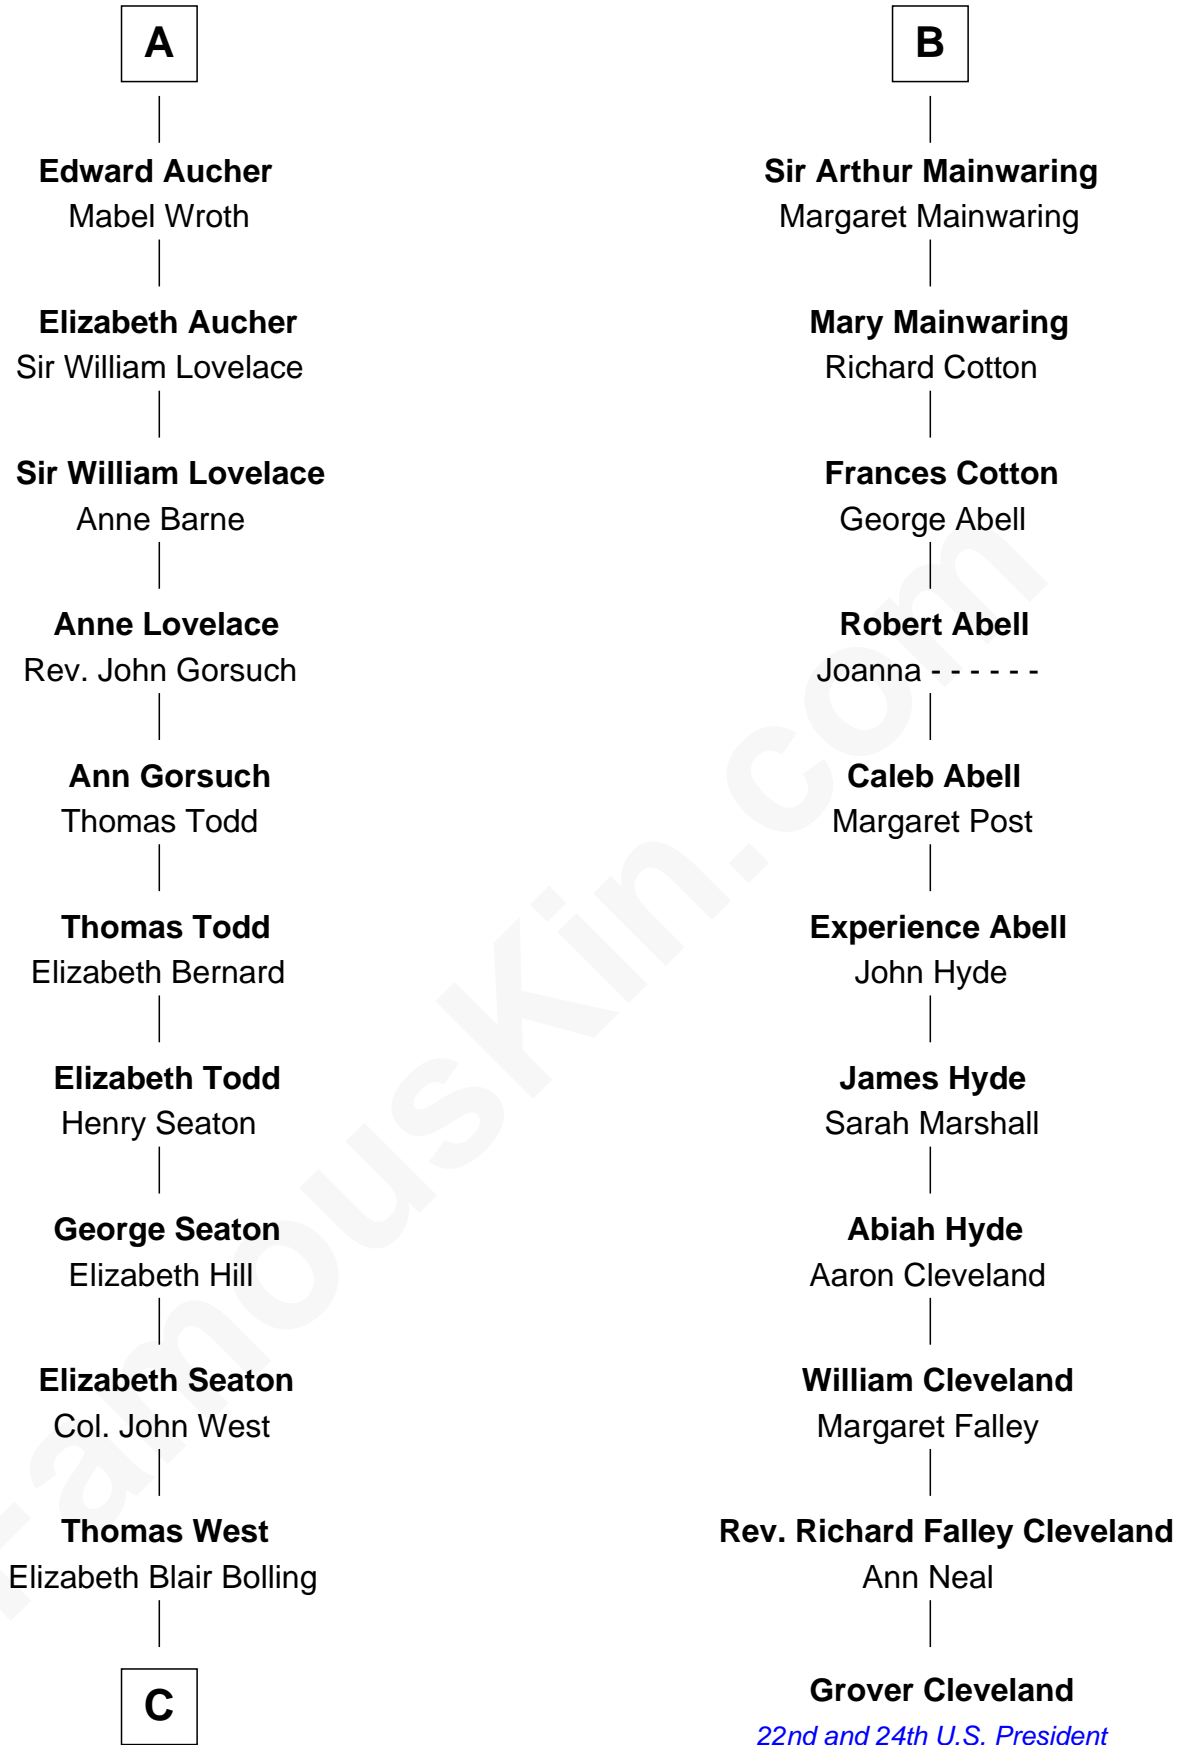 A
Edward Aucher
Mabel Wroth
Elizabeth Aucher
Sir William Lovelace
Sir William Lovelace
Anne Barne
Anne Lovelace
Rev. John Gorsuch
Ann Gorsuch
Thomas Todd
Thomas Todd
Elizabeth Bernard
Elizabeth Todd
Henry Seaton
George Seaton
Elizabeth Hill
Elizabeth Seaton
Col. John West
Thomas West
Elizabeth Blair Bolling
C
B
Sir Arthur Mainwaring
Margaret Mainwaring
Mary Mainwaring
Richard Cotton
Frances Cotton
George Abell
Robert Abell
Joanna - - - - - -
Caleb Abell
Margaret Post
Experience Abell
John Hyde
James Hyde
Sarah Marshall
Abiah Hyde
Aaron Cleveland
William Cleveland
Margaret Falley
Rev. Richard Falley Cleveland
Ann Neal
Grover Cleveland
22nd and 24th U.S. President
FamousKin.com